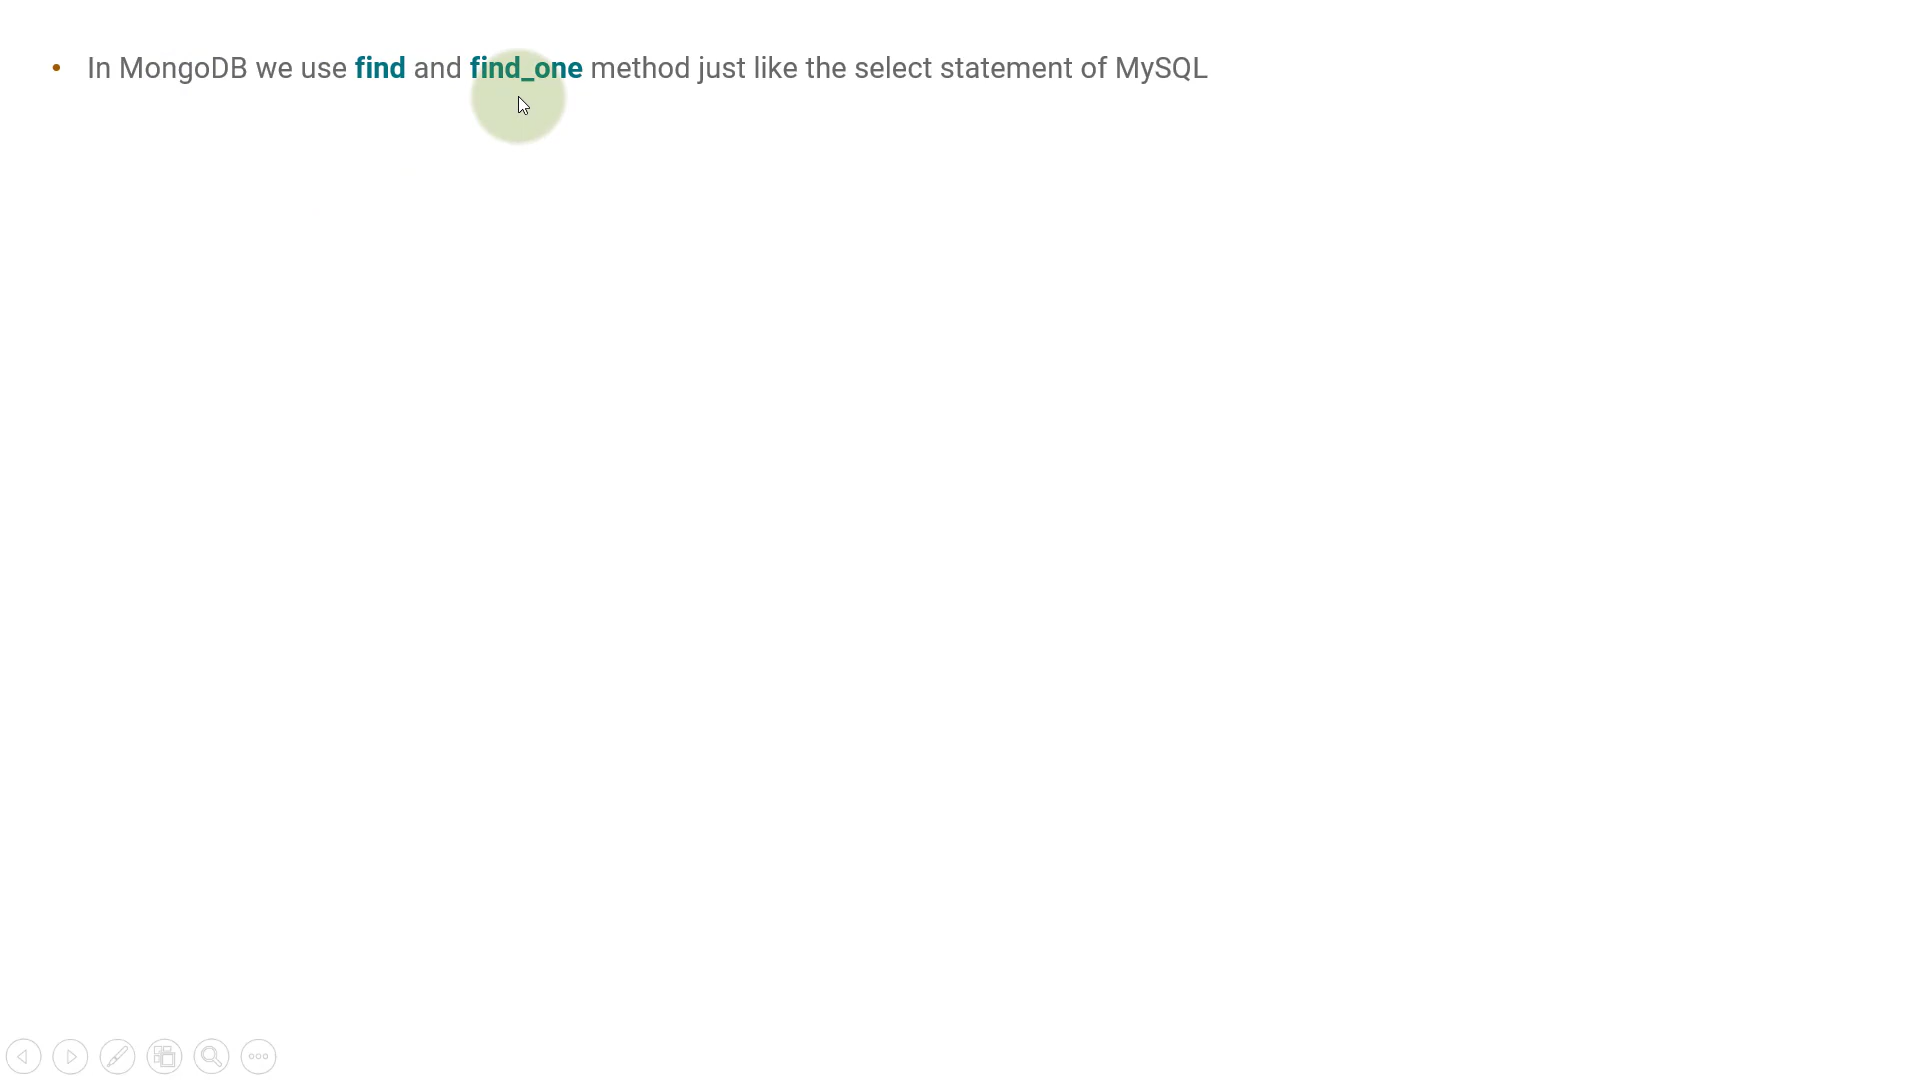 • In MongoDB we use find and find_one method just like the select statement of MySQL